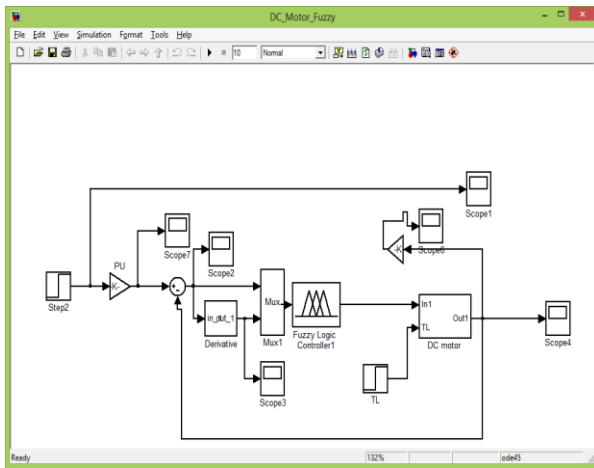 DC_Motor_Fuzzy
File Edit View Simulation Format Tools Help
10 Normal
Scope1
PU
Scope7
Scope2
Scope6
-K
K-
Step2
in_out_1
Derivative
Mux
Mux1
Fuzzy Logic
Controller1
In1
TL
Out1
DC motor
Scope4
Scope3
TL
Ready 132% ode45